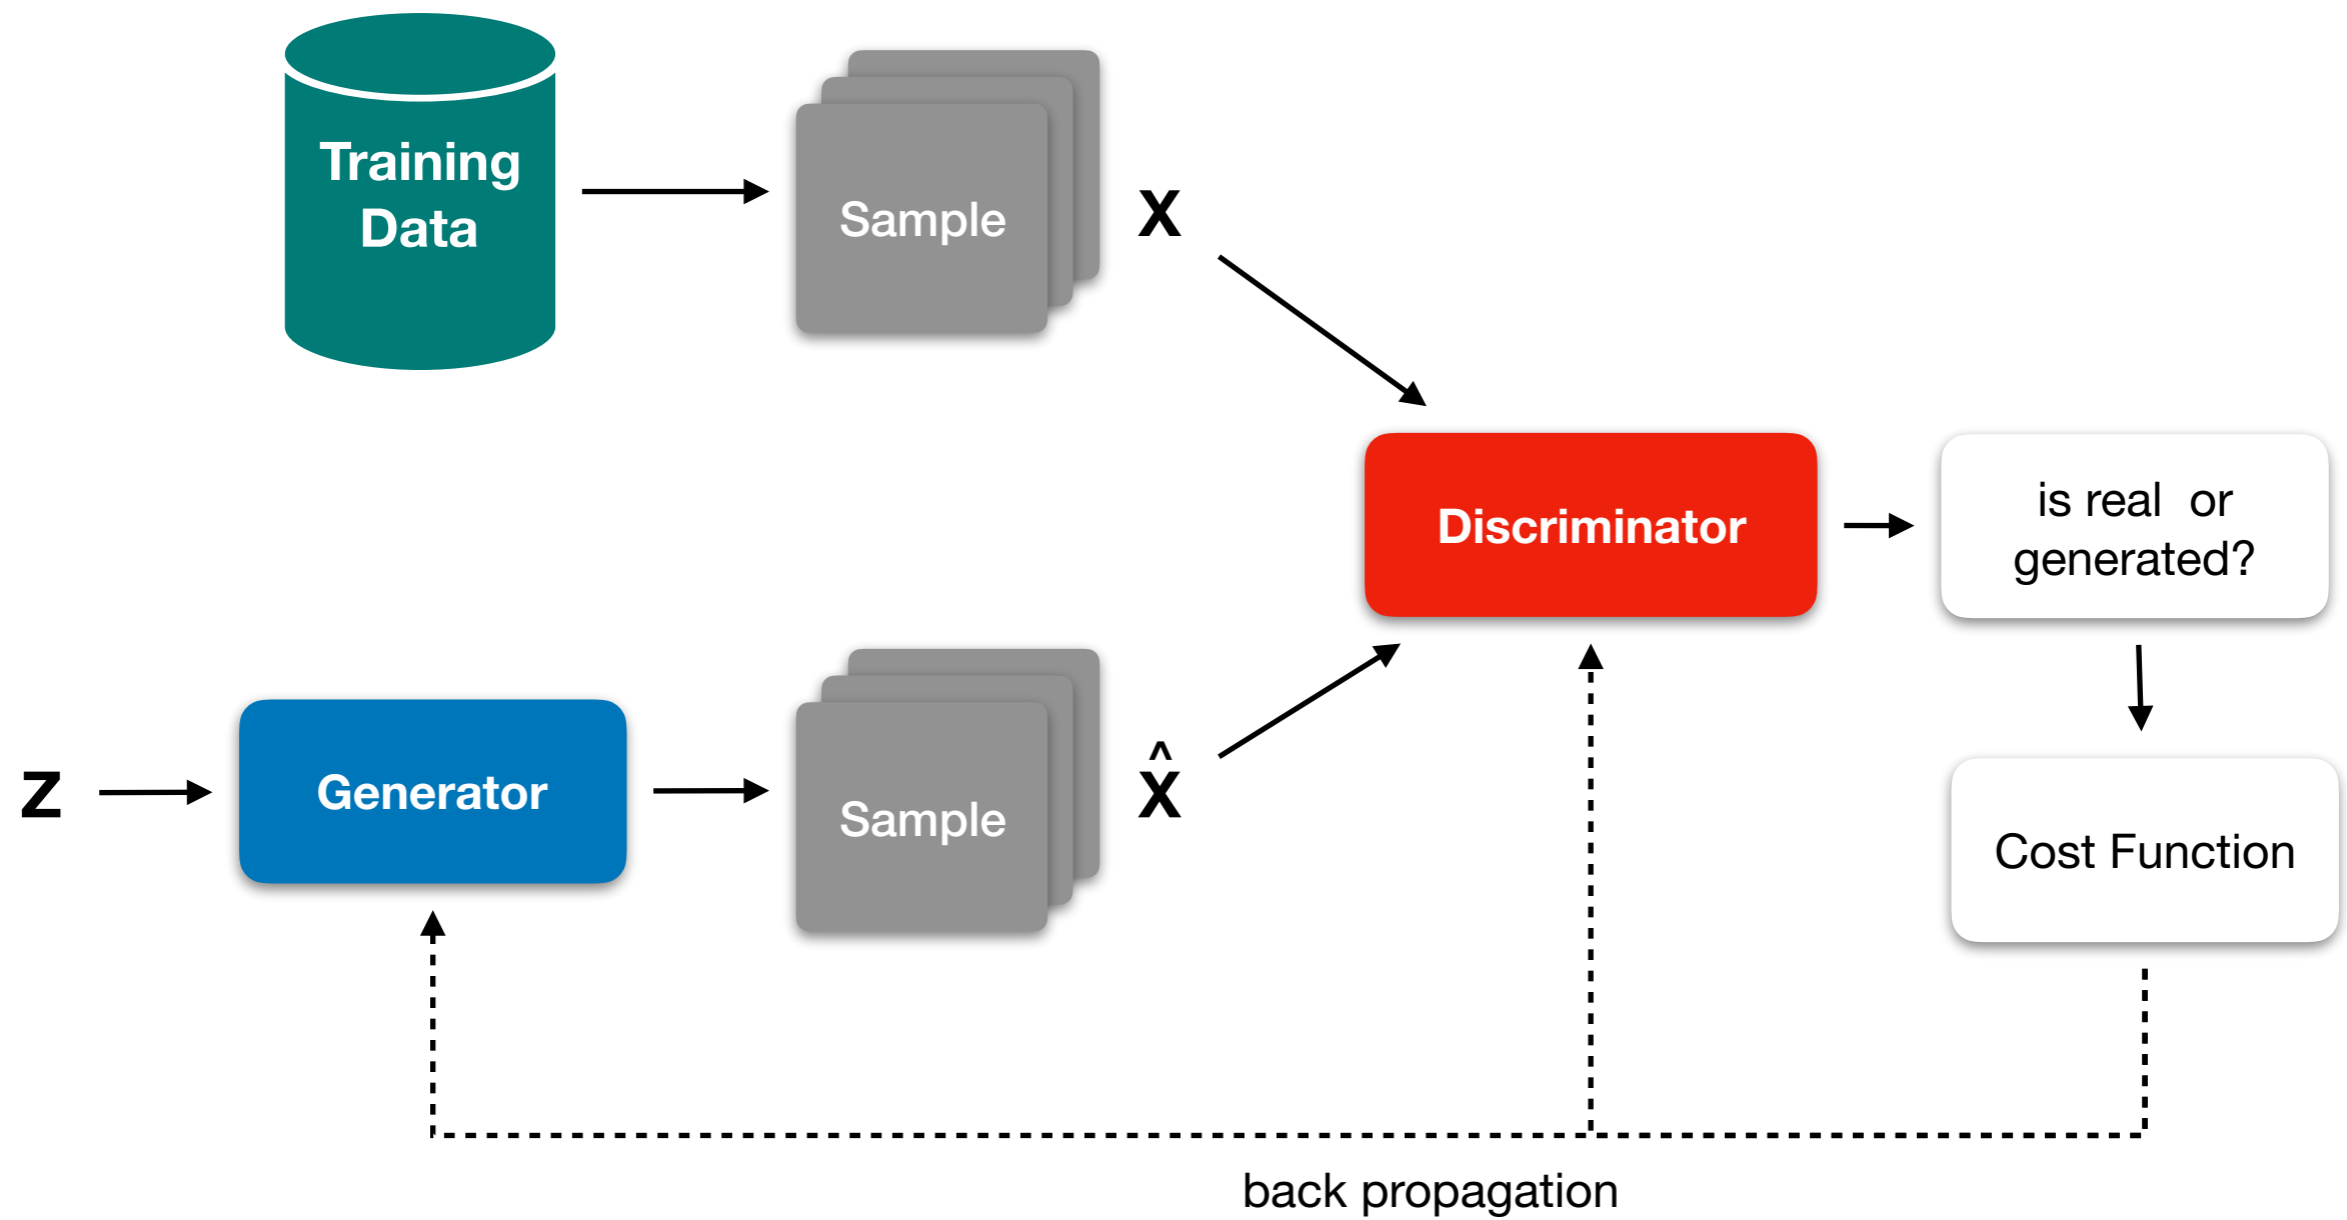 Training
Data
Sample
X
Discriminator
is real or
generated?
Z
Generator
Sample
X̂
Cost Function
back propagation